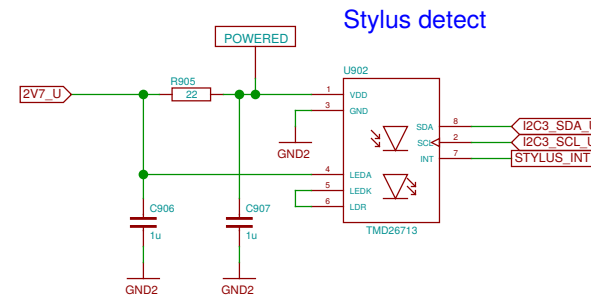 Stylus detect
POWERED
U902
R905
2V7_U
22
1
VDD
3
GND
GND2
SDA
8
I2C3_SDA_U
SCL
2
I2C3_SCL_U
INT
7
STYLUS_INT
4
LEDA
5
LEDK
6
LDR
C906
1u
C907
1u
TMD26713
GND2
GND2